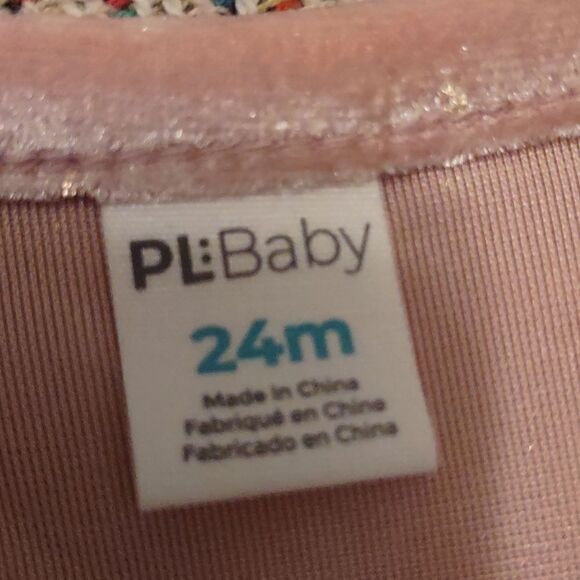 PL:Baby
24m
Made in China
Fabriqué en Chine
Fabricado en China